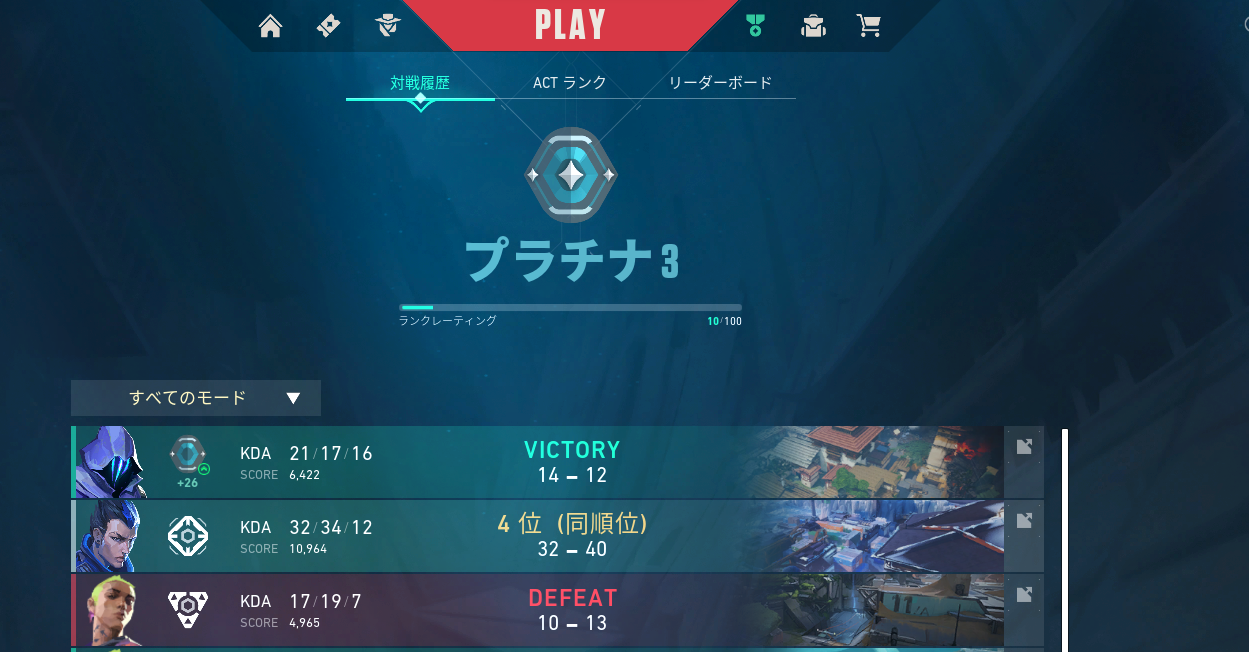 PLAY
対戦履歴 ACT ランク リーダーボード
プラチナ 3
ランクレーティング 10/100
すべてのモード ▼
KDA 21/17/16 VICTORY
+26 SCORE 6,422 14 – 12
KDA 32/34/12 4 位 (同順位)
SCORE 10,964 32 – 40
KDA 17/19/7 DEFEAT
SCORE 4,965 10 – 13